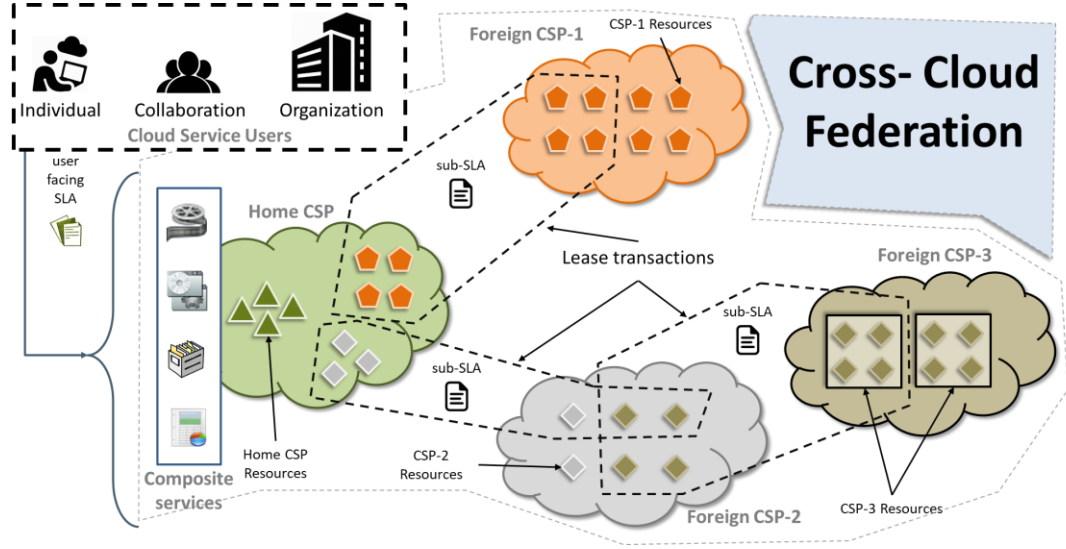 Individual
Collaboration
Organization
Cloud Service Users
user
facing
SLA
Foreign CSP-1
CSP-1 Resources
Cross- Cloud
Federation
sub-SLA
Home CSP
Lease transactions
Foreign CSP-3
sub-SLA
sub-SLA
Home CSP
Resources
CSP-2
Resources
Composite
services
Foreign CSP-2
CSP-3 Resources